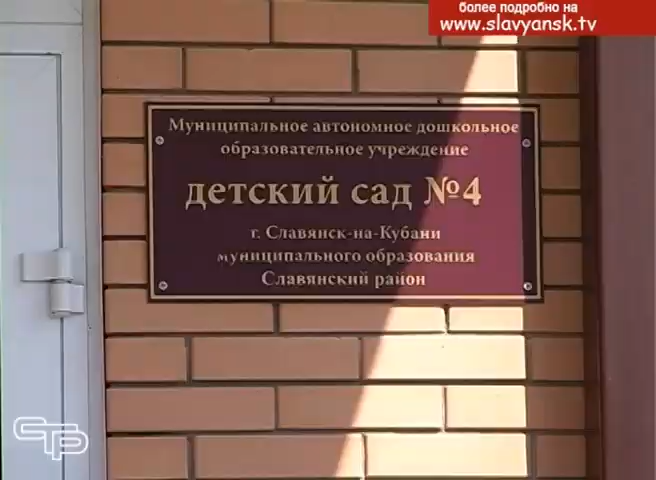 более подробно на
www.slavyansk.tv
Муниципальное автономное дошкольное
образовательное учреждение
детский сад №4
г. Славянск-на-Кубани
муниципального образования
Славянский район
СТР